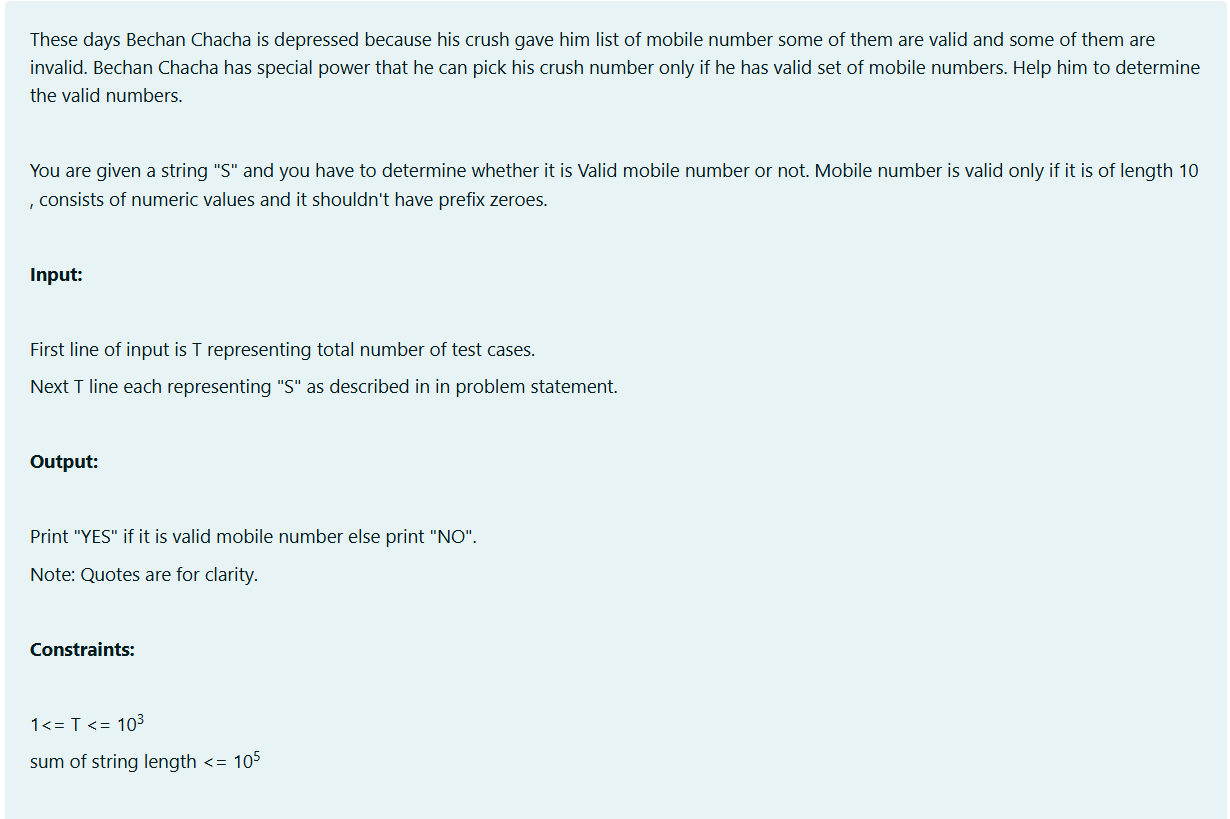 These days Bechan Chacha is depressed because his crush gave him list of mobile number some of them are valid and some of them are
invalid. Bechan Chacha has special power that he can pick his crush number only if he has valid set of mobile numbers. Help him to determine
the valid numbers.
You are given a string "S" and you have to determine whether it is Valid mobile number or not. Mobile number is valid only if it is of length 10
, consists of numeric values and it shouldn't have prefix zeroes.
Input:
First line of input is T representing total number of test cases.
Next T line each representing "S" as described in in problem statement.
Output:
Print "YES" if it is valid mobile number else print "NO".
Note: Quotes are for clarity.
Constraints:
1<= T <= 10³
sum of string length <= 10⁵